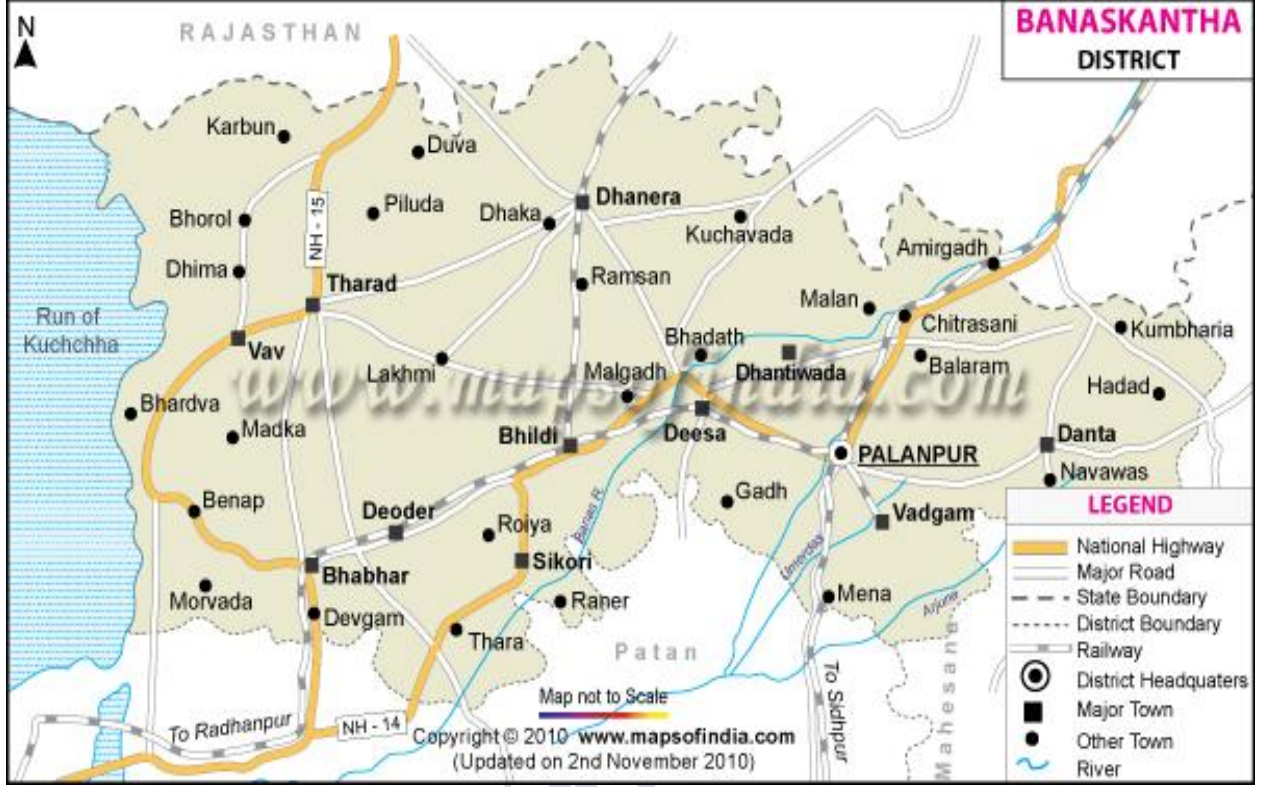 BANASKANTHA
DISTRICT
N
RAJASTHAN
Karbun
Duva
Bhorol
Piluda
Dhaka
Dhanera
Kuchavada
NH - 15
Dhima
Tharad
Ramsan
Amirgadh
Malan
Chitrasani
Kumbharia
Run of
Kuchchha
Vav
Lakhmi
Malgadh
Bhadath
Dhantiwada
Balaram
Hadad
www.mapsofindia.com
Bhardva
Madka
Bhildi
Deesa
PALANPUR
Danta
Navawas
Benap
Deoder
Roiya
Banas R.
Gadh
Vadgam
Bhabhar
Sikori
Umerdasi
Morvada
Devgam
Raner
Mena
Arjuna
Thara
Patan
Mahesana
To Sidhpur
To Radhanpur
NH - 14
Map not to Scale
Copyright © 2010 www.mapsofindia.com
(Updated on 2nd November 2010)
LEGEND
National Highway
Major Road
State Boundary
District Boundary
Railway
District Headquaters
Major Town
Other Town
River